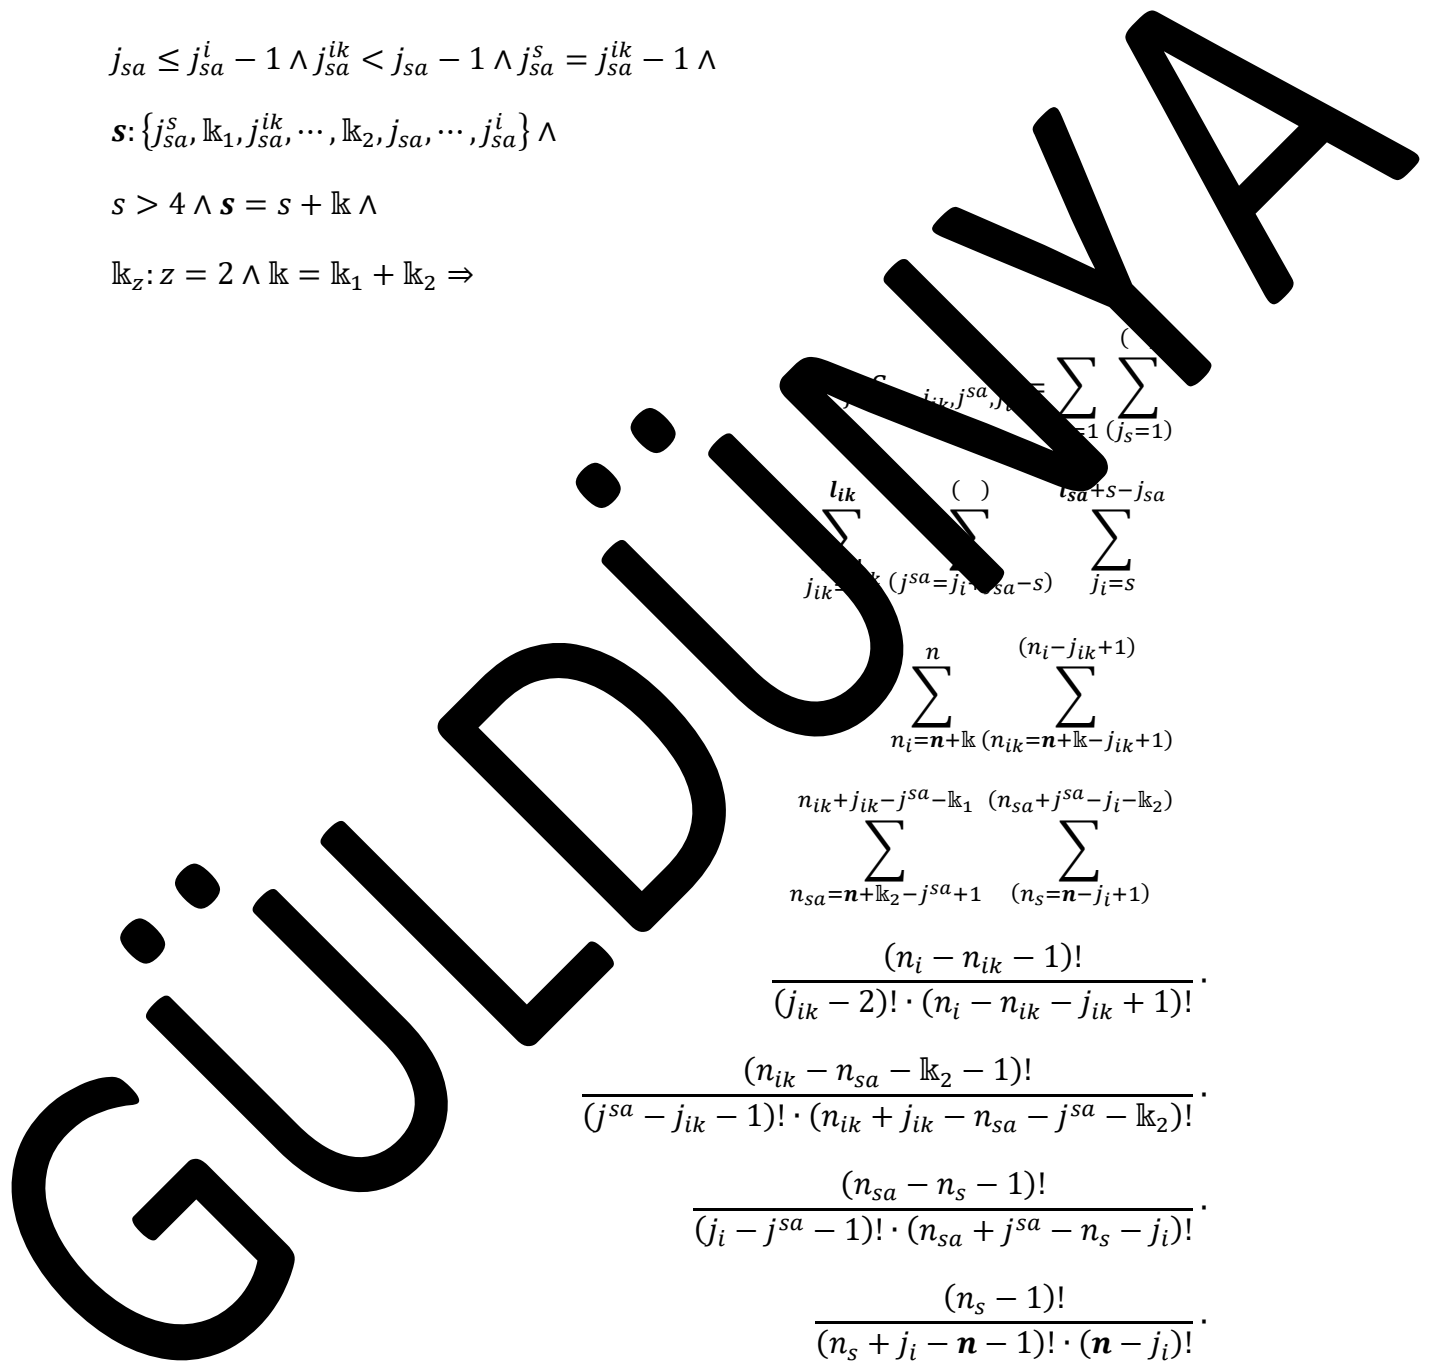 j_{sa} ≤ j_{sa}^{i} − 1 ∧ j_{sa}^{ik} < j_{sa} − 1 ∧ j_{sa}^{s} = j_{sa}^{ik} − 1 ∧
𝒔: {j_{sa}^{s}, 𝕜_1, j_{sa}^{ik}, ⋯, 𝕜_2, j_{sa}, ⋯, j_{sa}^{i}} ∧
s > 4 ∧ 𝒔 = s + 𝕜 ∧
𝕜_z: z = 2 ∧ 𝕜 = 𝕜_1 + 𝕜_2 ⇒
j_{ik}, j^{sa}, = ∑ ∑_{(j_s=1)}
∑^{l_{ik}} ∑^{( )} ∑_{j_i=s}^{l_{sa}+s−j_{sa}}
∑_{n_i=𝒏+𝕜}^{n} ∑_{(n_{ik}=𝒏+𝕜−j_{ik}+1)}^{(n_i−j_{ik}+1)}
∑_{n_{sa}=𝒏+𝕜_2−j^{sa}+1}^{n_{ik}+j_{ik}−j^{sa}−𝕜_1} ∑_{(n_s=𝒏−j_i+1)}^{(n_{sa}+j^{sa}−j_i−𝕜_2)}
(n_i − n_{ik} − 1)!
(j_{ik} − 2)! · (n_i − n_{ik} − j_{ik} + 1)! ·
(n_{ik} − n_{sa} − 𝕜_2 − 1)!
(j^{sa} − j_{ik} − 1)! · (n_{ik} + j_{ik} − n_{sa} − j^{sa} − 𝕜_2)! ·
(n_{sa} − n_s − 1)!
(j_i − j^{sa} − 1)! · (n_{sa} + j^{sa} − n_s − j_i)! ·
(n_s − 1)!
(n_s + j_i − 𝒏 − 1)! · (𝒏 − j_i)! ·
GÜLDÜNYA